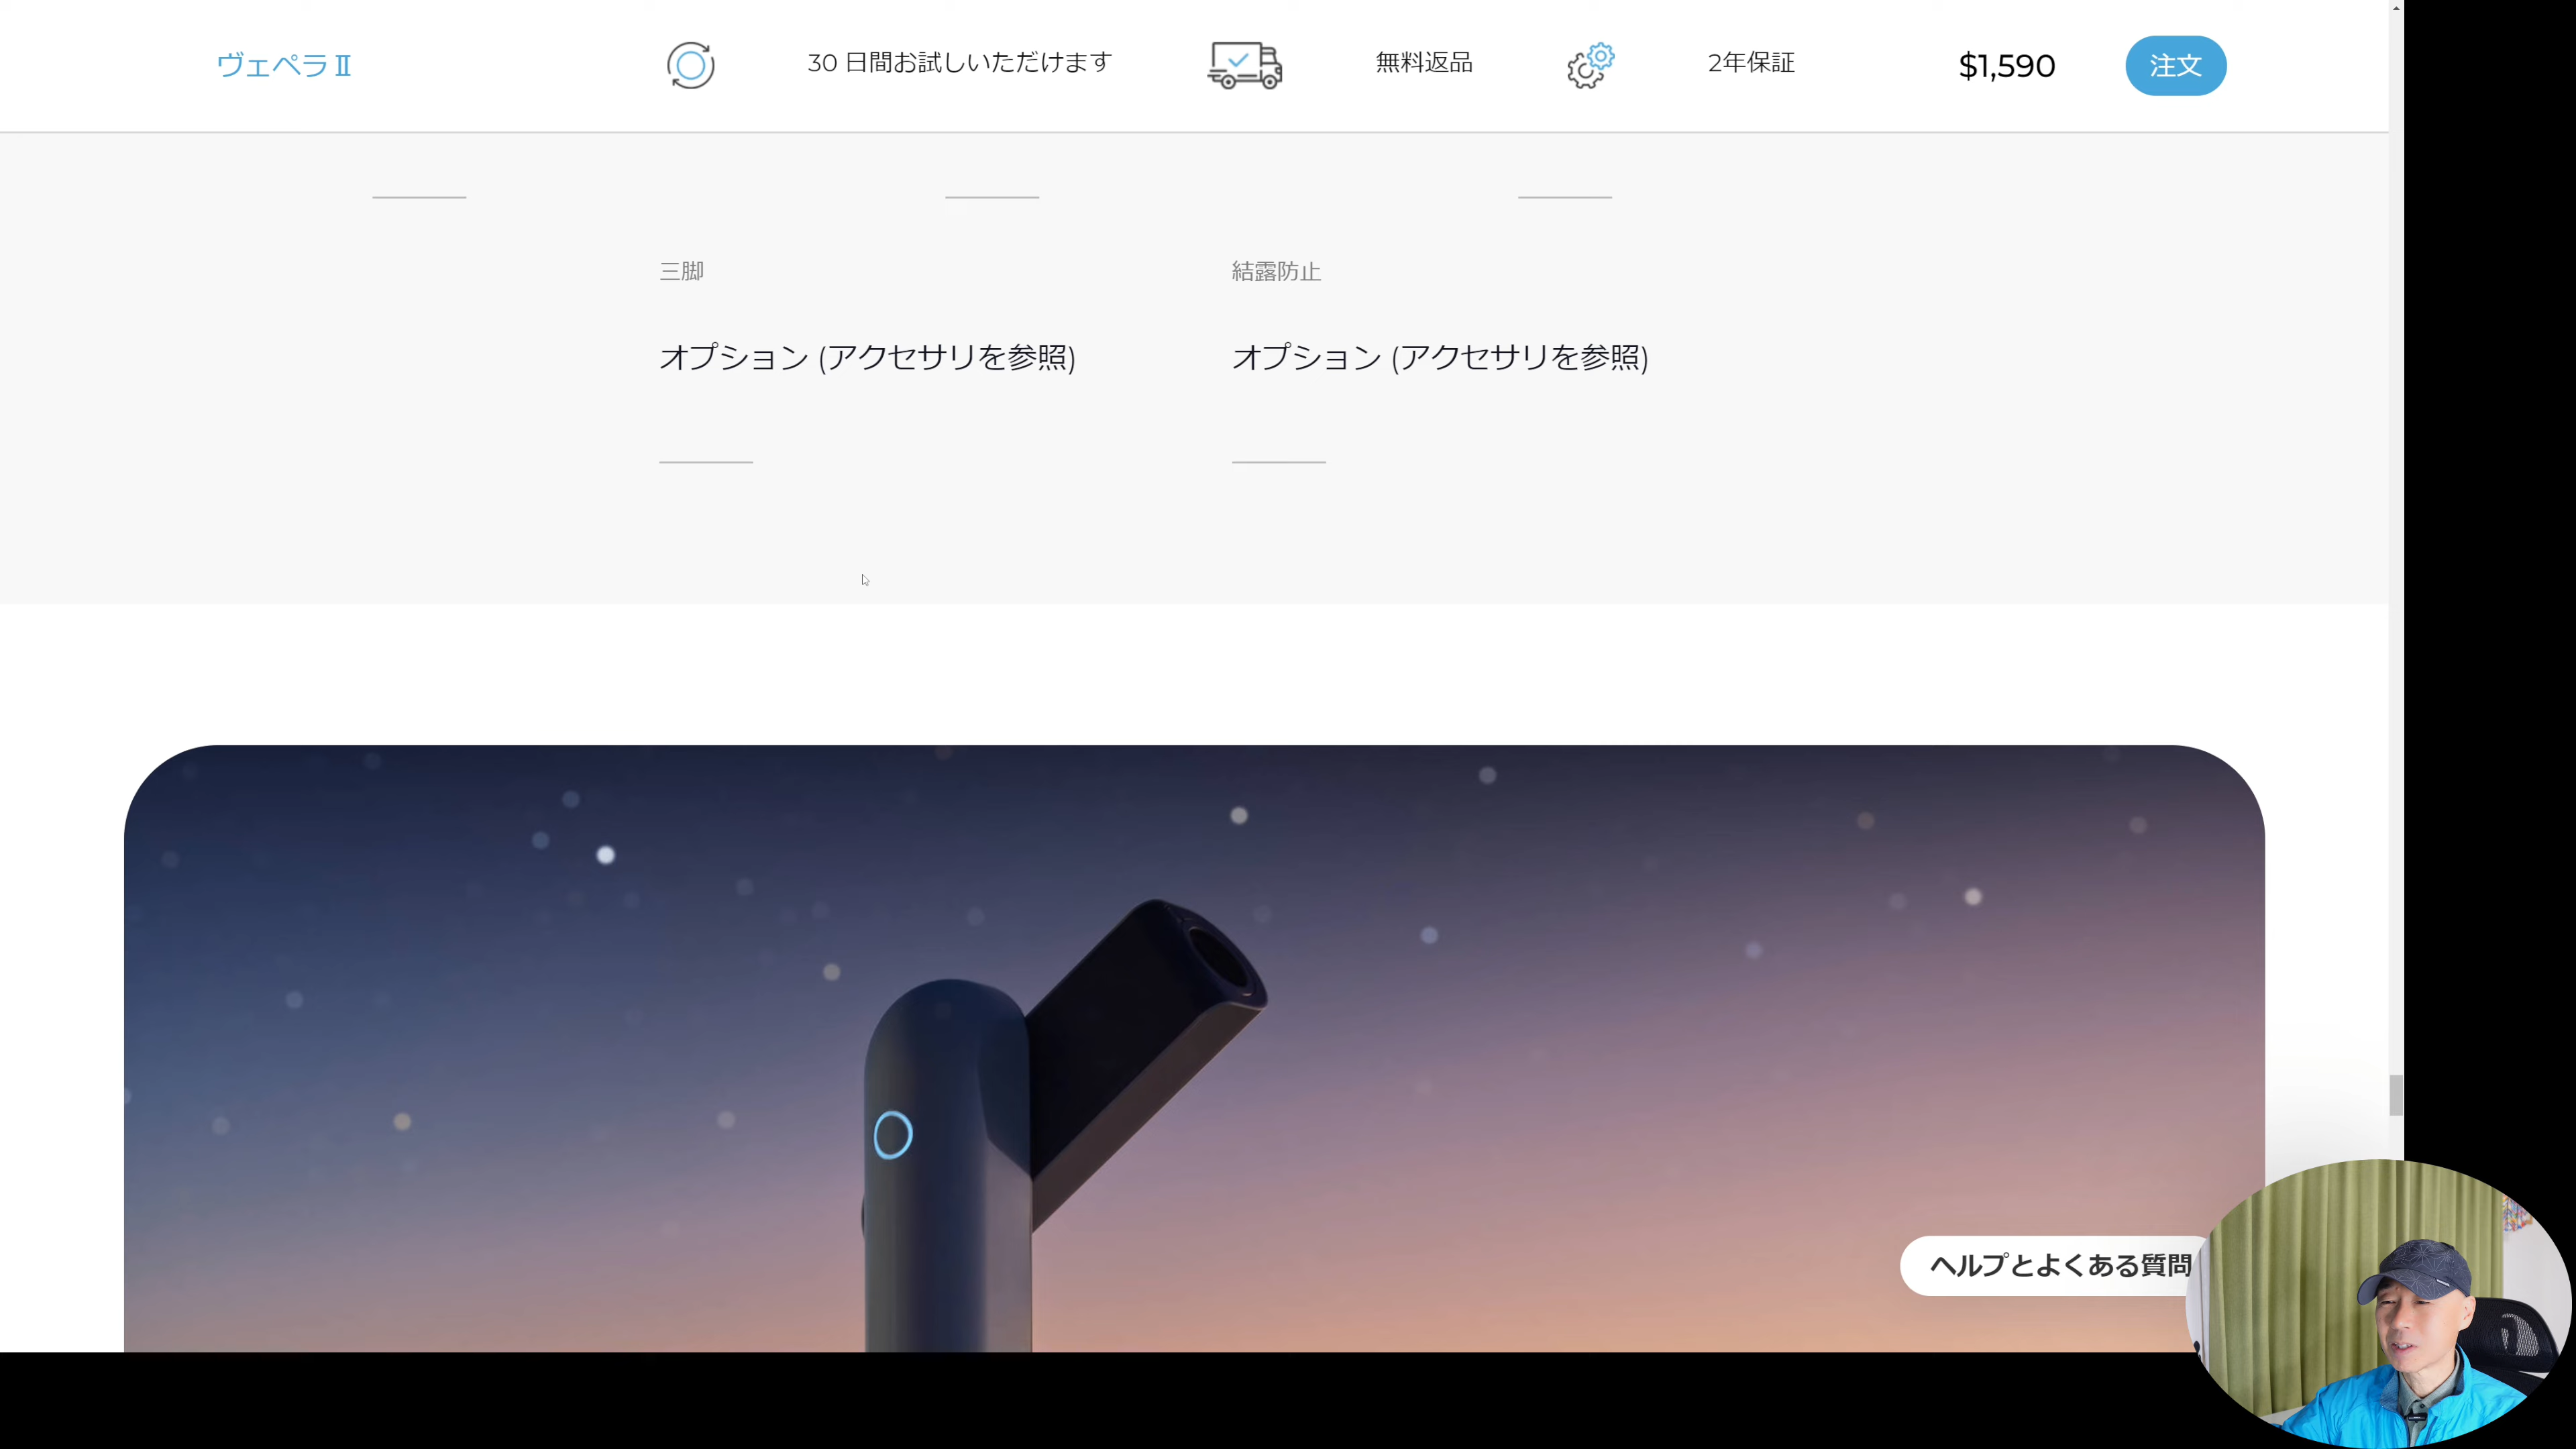 ヴェペラⅡ
30 日間お試しいただけます
無料返品
2年保証
$1,590
注文
三脚
結露防止
オプション (アクセサリを参照)
オプション (アクセサリを参照)
ヘルプとよくある質問